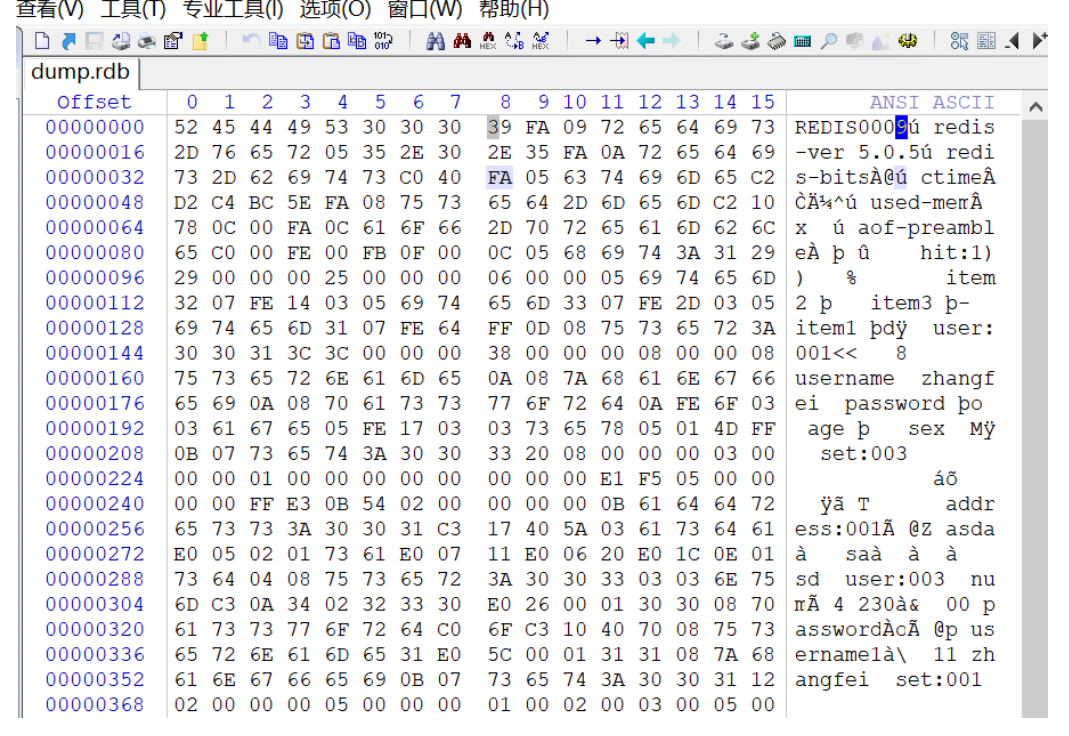 查看(V) 工具(T) 专业工具(I) 选项(O) 窗口(W) 帮助(H)
dump.rdb
Offset 0 1 2 3 4 5 6 7 8 9 10 11 12 13 14 15 ANSI ASCII
00000000 52 45 44 49 53 30 30 30 39 FA 09 72 65 64 69 73 REDIS0009ú redis
00000016 2D 76 65 72 05 35 2E 30 2E 35 FA 0A 72 65 64 69 -ver 5.0.5ú redi
00000032 73 2D 62 69 74 73 C0 40 FA 05 63 74 69 6D 65 C2 s-bitsÀ@ú ctimeÂ
00000048 D2 C4 BC 5E FA 08 75 73 65 64 2D 6D 65 6D C2 10 ÒÄ¼^ú used-memÂ
00000064 78 0C 00 FA 0C 61 6F 66 2D 70 72 65 61 6D 62 6C x ú aof-preambl
00000080 65 C0 00 FE 00 FB 0F 00 0C 05 68 69 74 3A 31 29 eÀ þ û hit:1)
00000096 29 00 00 00 25 00 00 00 06 00 00 05 69 74 65 6D ) % item
00000112 32 07 FE 14 03 05 69 74 65 6D 33 07 FE 2D 03 05 2 þ item3 þ-
00000128 69 74 65 6D 31 07 FE 64 FF 0D 08 75 73 65 72 3A item1 þdÿ user:
00000144 30 30 31 3C 3C 00 00 00 38 00 00 00 08 00 00 08 001<< 8
00000160 75 73 65 72 6E 61 6D 65 0A 08 7A 68 61 6E 67 66 username zhangf
00000176 65 69 0A 08 70 61 73 73 77 6F 72 64 0A FE 6F 03 ei password þo
00000192 03 61 67 65 05 FE 17 03 03 73 65 78 05 01 4D FF age þ sex Mÿ
00000208 0B 07 73 65 74 3A 30 30 33 20 08 00 00 00 03 00 set:003
00000224 00 00 01 00 00 00 00 00 00 00 00 E1 F5 05 00 00 áõ
00000240 00 00 FF E3 0B 54 02 00 00 00 00 0B 61 64 64 72 ÿã T addr
00000256 65 73 73 3A 30 30 31 C3 17 40 5A 03 61 73 64 61 ess:001Ã @Z asda
00000272 E0 05 02 01 73 61 E0 07 11 E0 06 20 E0 1C 0E 01 à saà à à
00000288 73 64 04 08 75 73 65 72 3A 30 30 33 03 03 6E 75 sd user:003 nu
00000304 6D C3 0A 34 02 32 33 30 E0 26 00 01 30 30 08 70 mÃ 4 230à& 00 p
00000320 61 73 73 77 6F 72 64 C0 6F C3 10 40 70 08 75 73 asswordÀoÃ @p us
00000336 65 72 6E 61 6D 65 31 E0 5C 00 01 31 31 08 7A 68 ername1à\ 11 zh
00000352 61 6E 67 66 65 69 0B 07 73 65 74 3A 30 30 31 12 angfei set:001
00000368 02 00 00 00 05 00 00 00 01 00 02 00 03 00 05 00